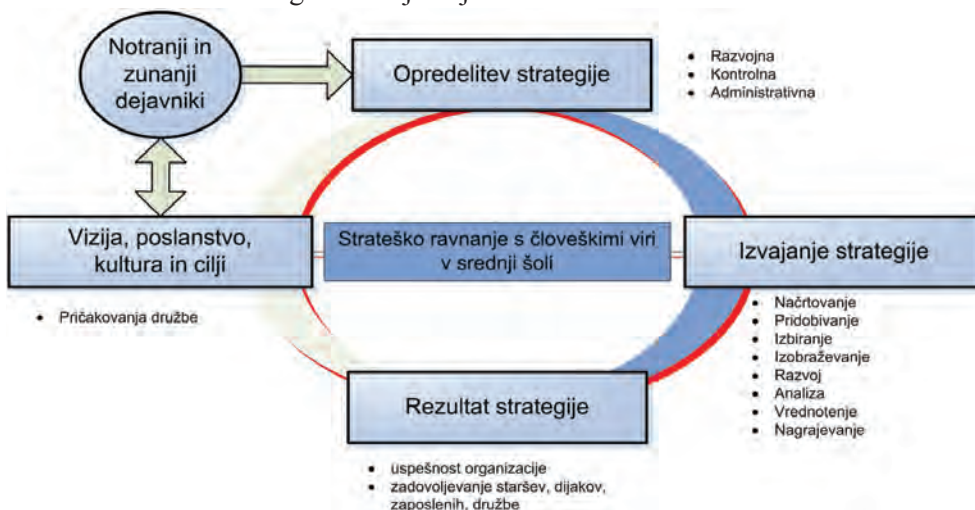 Notranji in
zunanji
dejavniki
Opredelitev strategije
• Razvojna
• Kontrolna
• Administrativna
Vizija, poslanstvo,
kultura in cilji
• Pričakovanja družbe
Strateško ravnanje s človeškimi viri
v srednji šoli
Izvajanje strategije
• Načrtovanje
• Pridobivanje
• Izbiranje
• Izobraževanje
• Razvoj
• Analiza
• Vrednotenje
• Nagrajevanje
Rezultat strategije
• uspešnost organizacije
• zadovoljevanje staršev, dijakov,
zaposlenih, družbe